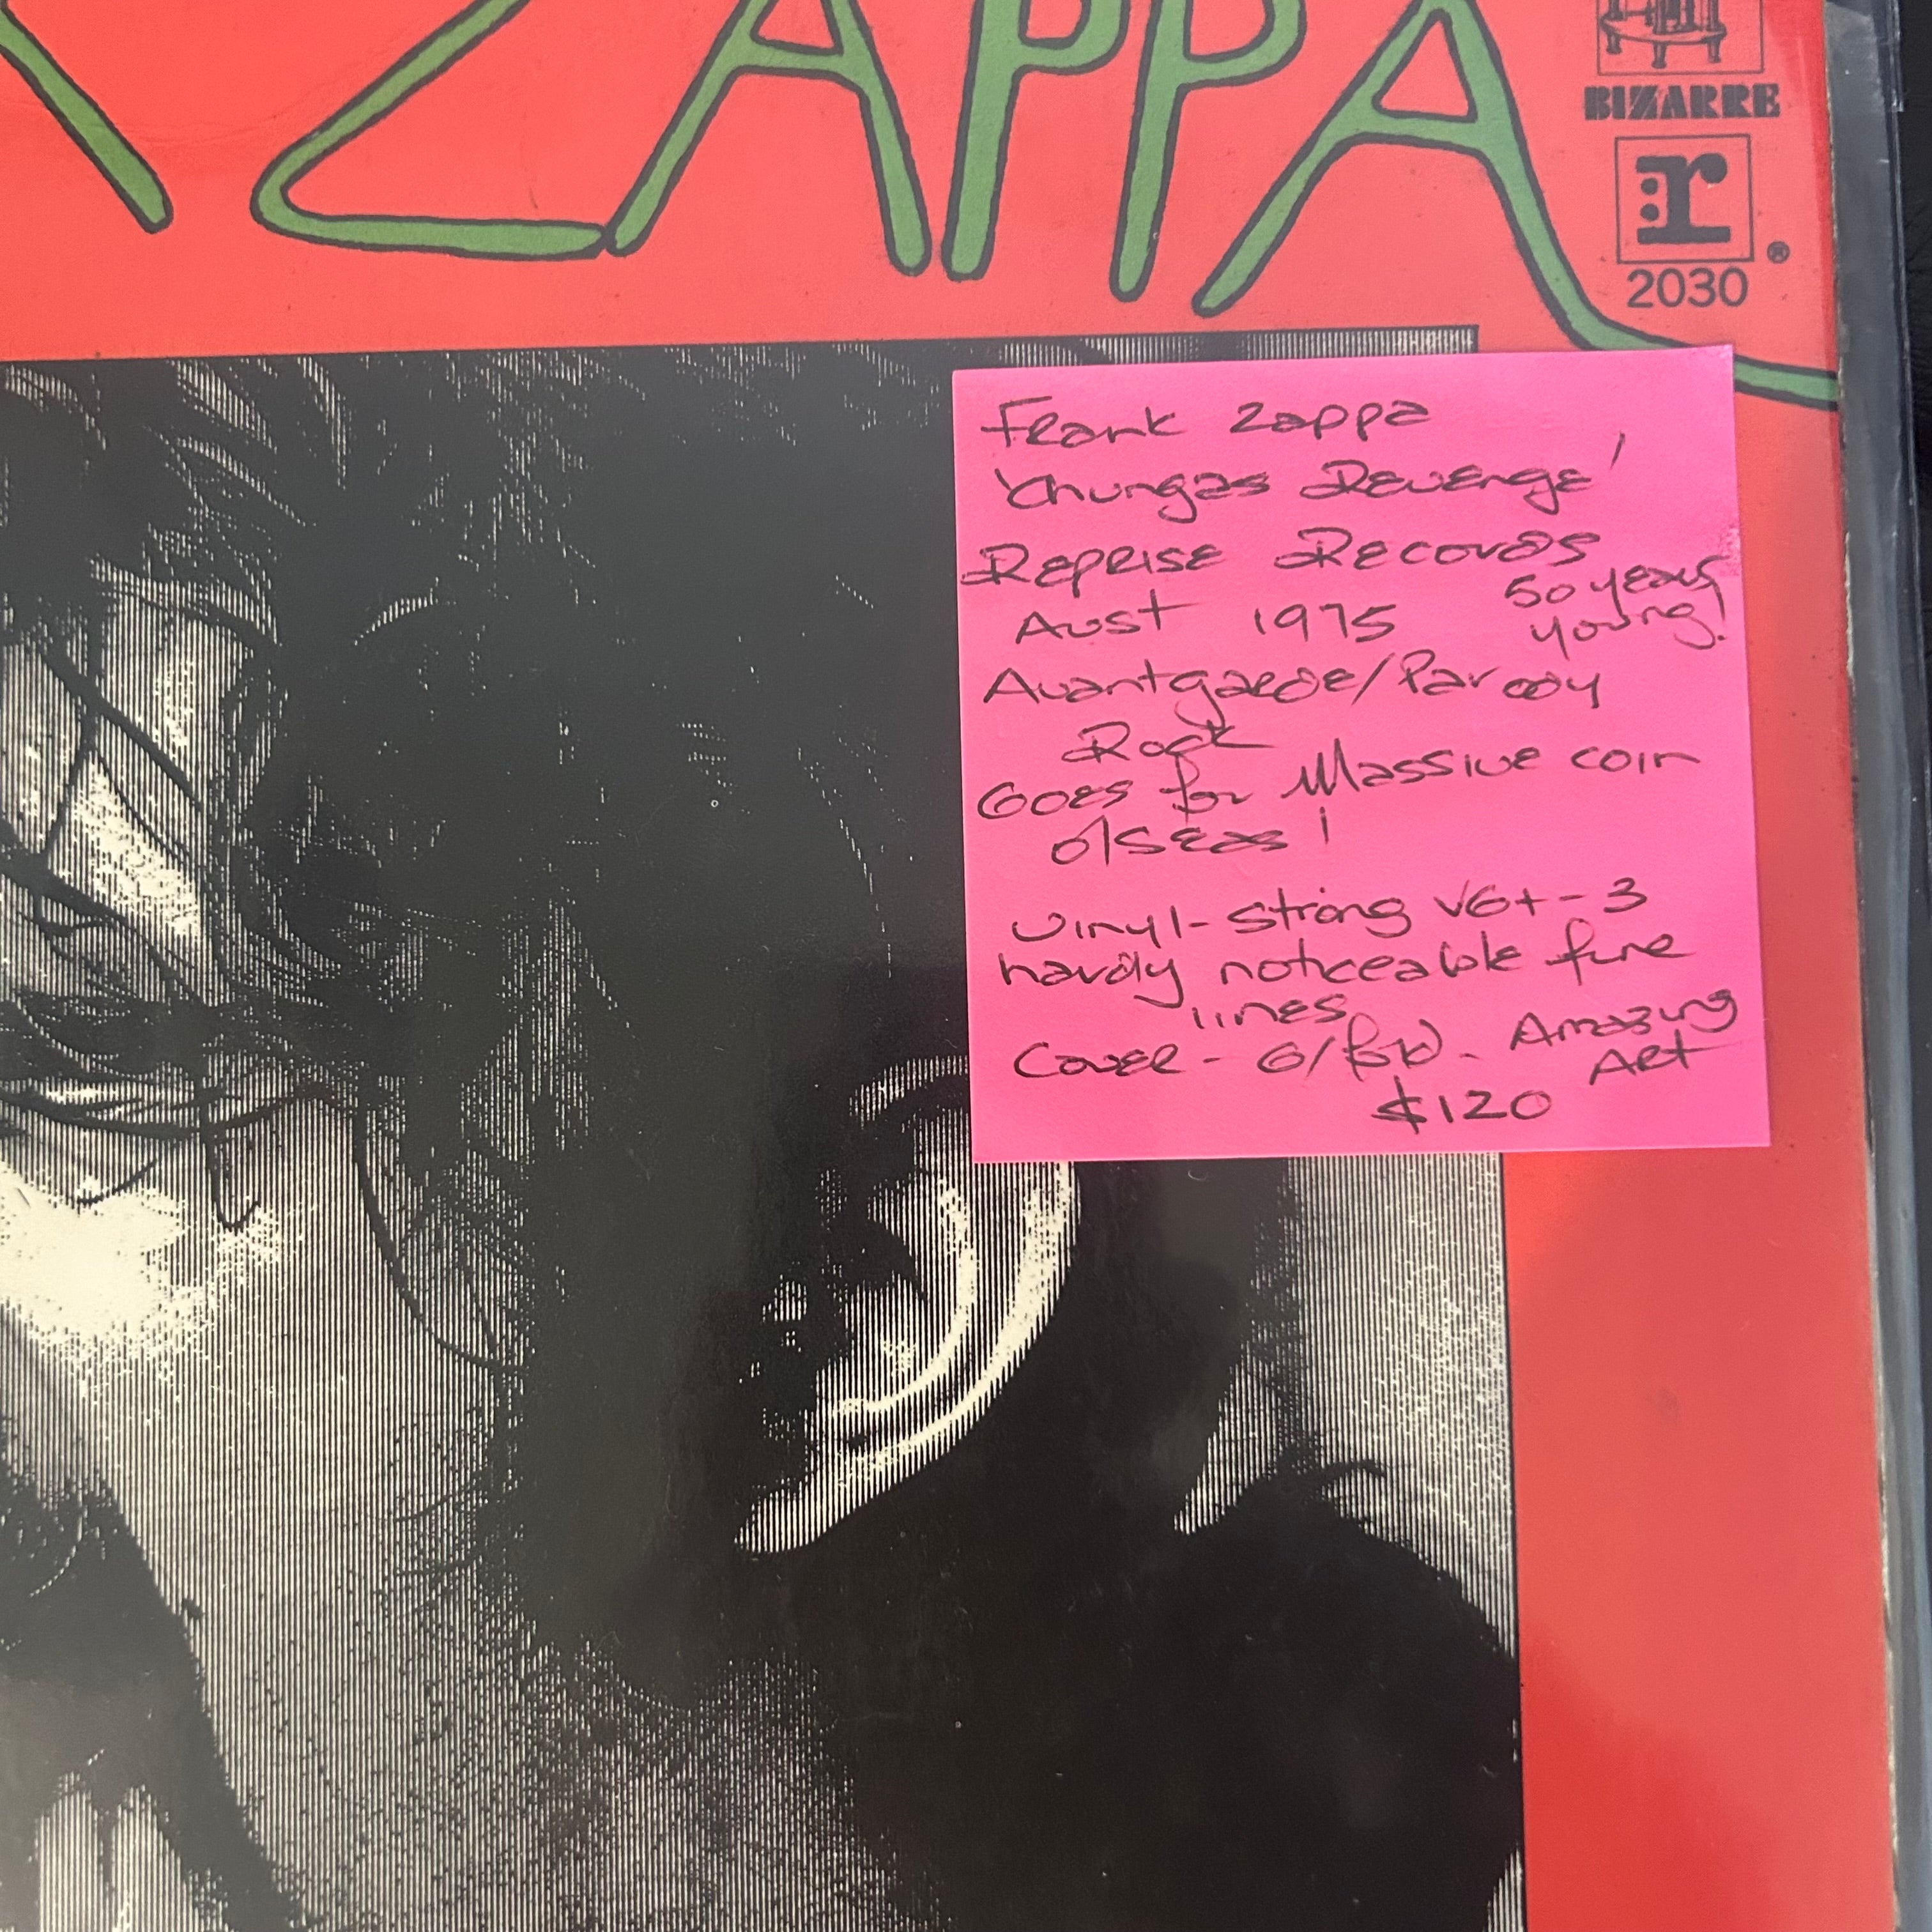 ZAPPA
BIZARRE
r
®
2030
Frank Zappa
'Chungas Revenge'
Reprise Records
Aust 1975 50 years
young!
Avantgarde/Parody
Rock
Goes for Massive coin
o/seas!
Vinyl - Strong VG+ - 3
hardly noticeable fine
lines
Cover - G/fold - Amazing
Art
$120